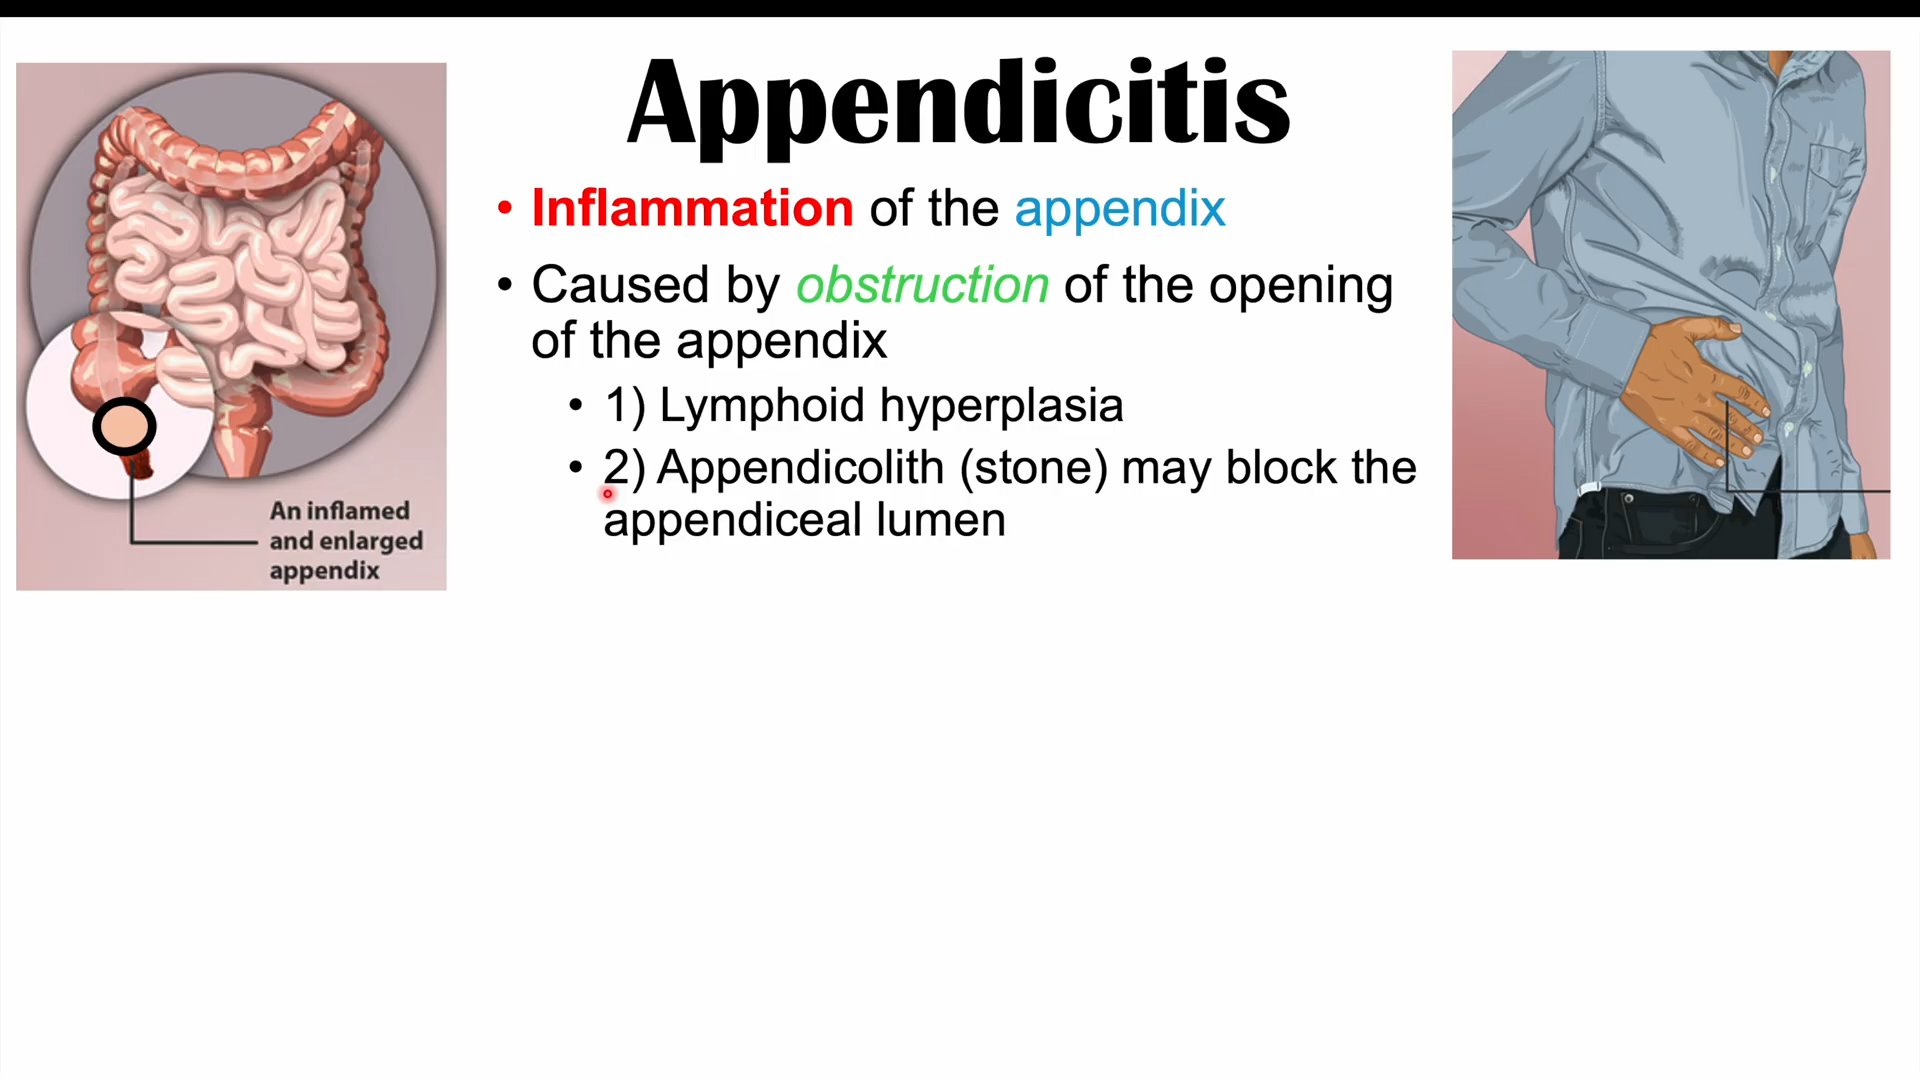 Appendicitis
• Inflammation of the appendix
• Caused by obstruction of the opening
of the appendix
• 1) Lymphoid hyperplasia
• 2) Appendicolith (stone) may block the
appendiceal lumen
An inflamed
and enlarged
appendix